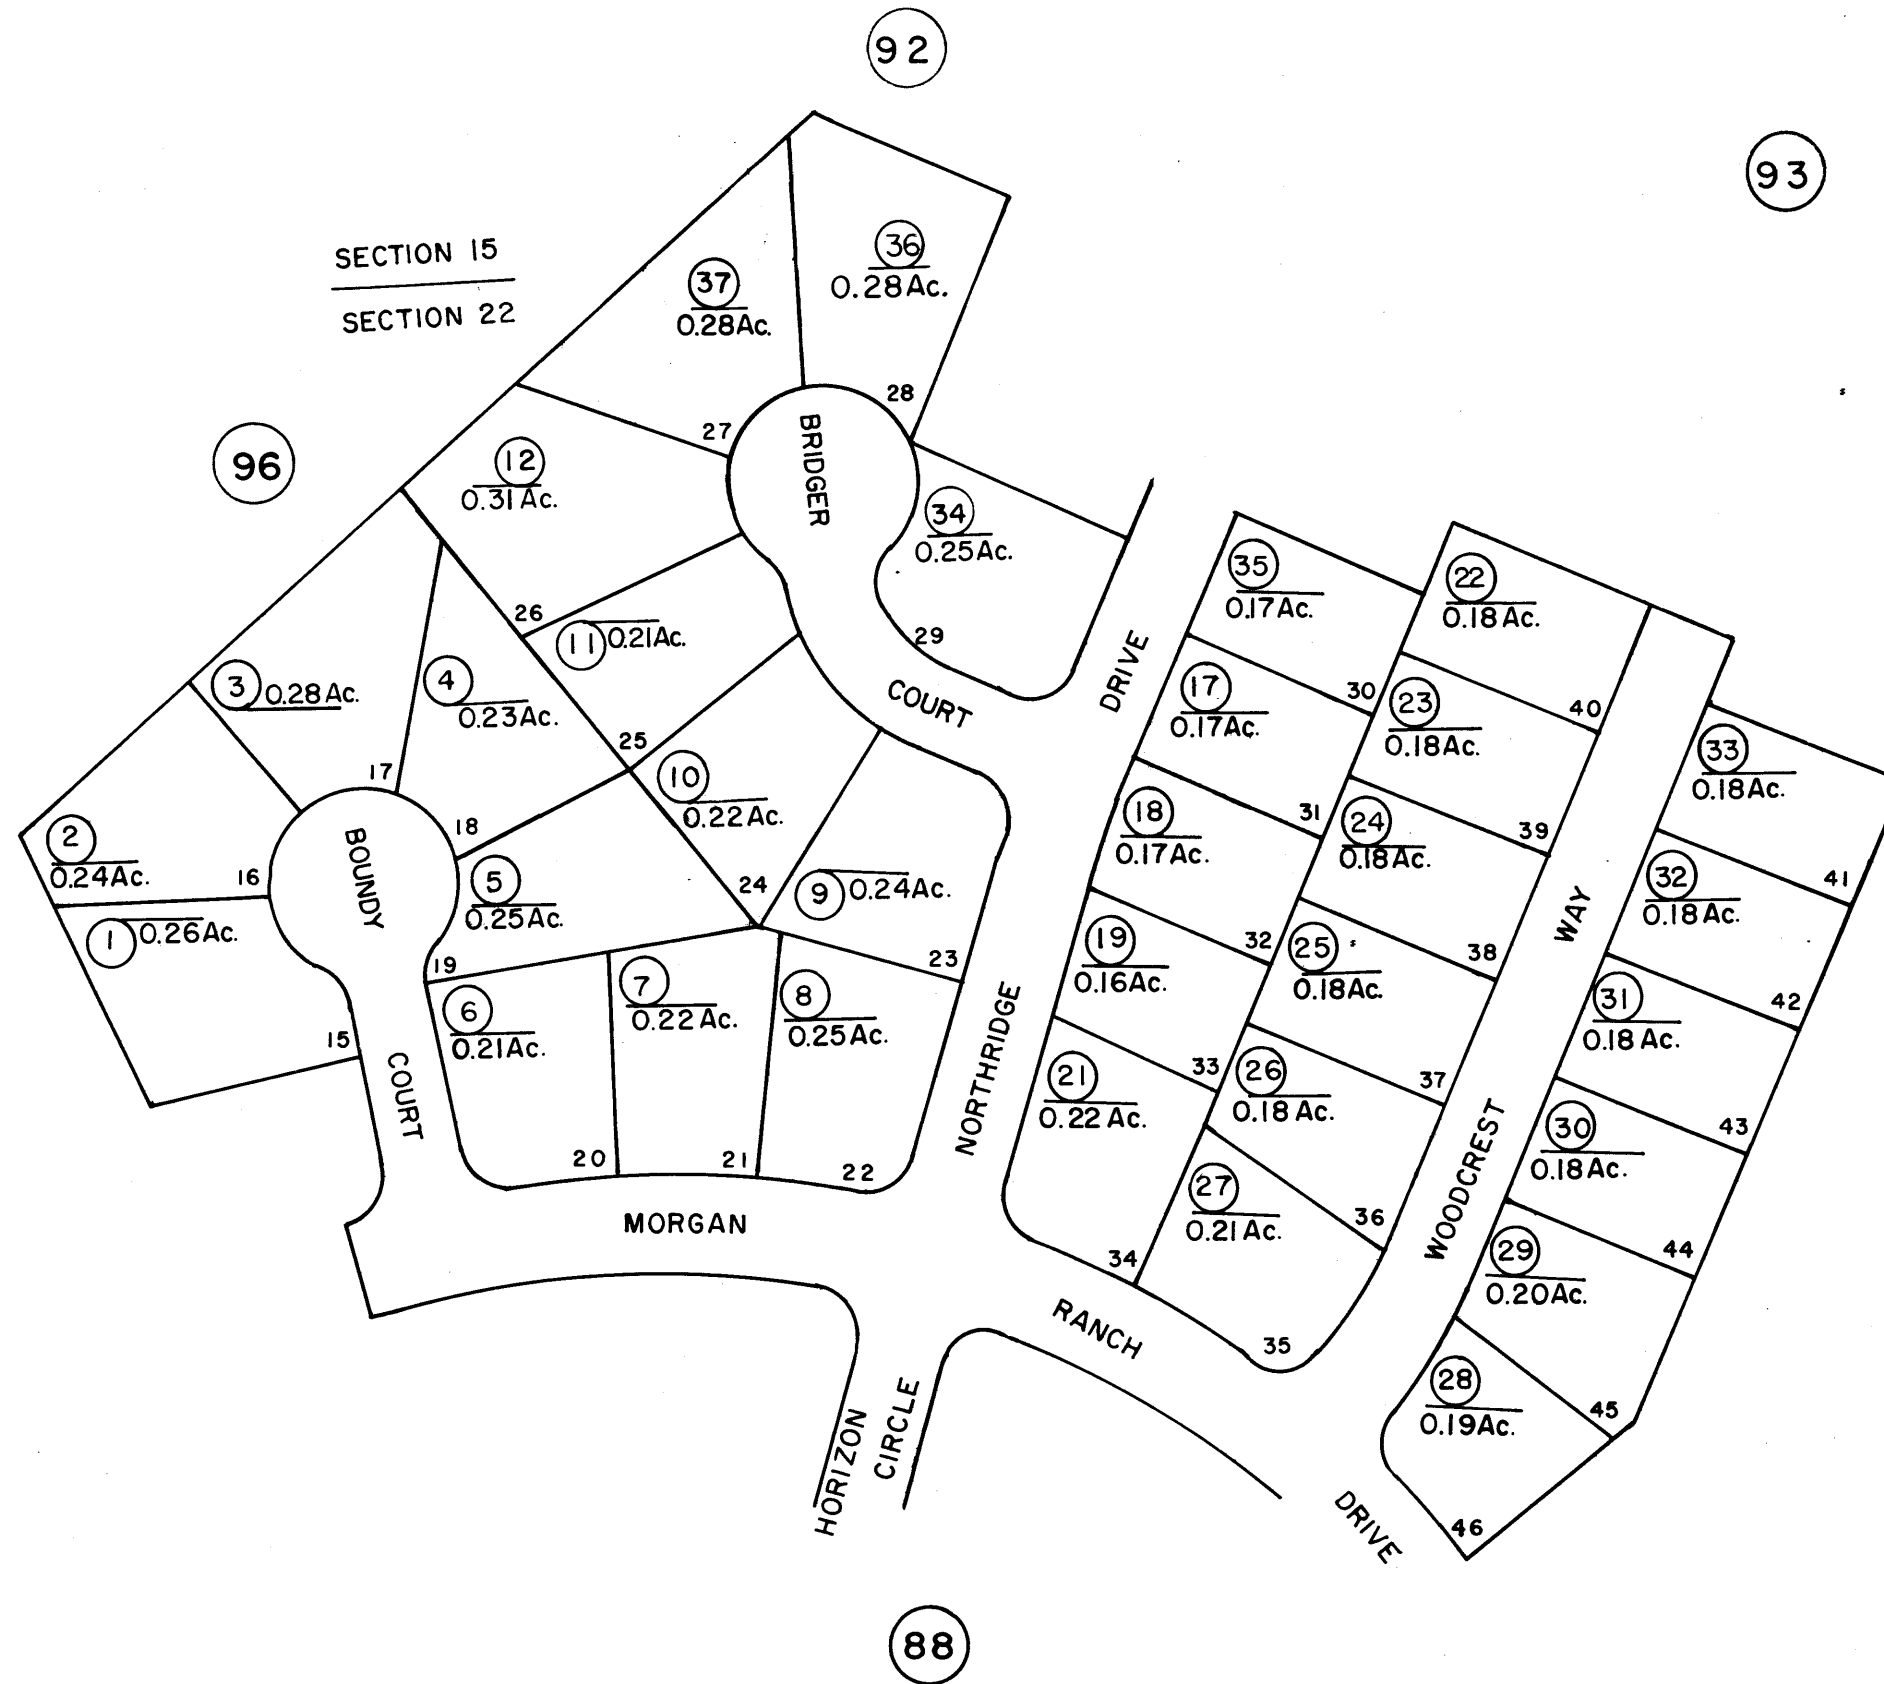 92
93
SECTION 15
SECTION 22
96
36
0.28Ac.
28
37
0.28Ac.
27
BRIDGER
COURT
12
0.31Ac.
26
34
0.25Ac.
29
11
0.21Ac.
25
3
0.28Ac.
17
4
0.23Ac.
18
10
0.22Ac.
24
2
0.24Ac.
16
BOUNDY
COURT
5
0.25Ac.
19
9
0.24Ac.
23
1
0.26Ac.
15
6
0.21Ac.
20
7
0.22Ac.
21
8
0.25Ac.
22
NORTHRIDGE
DRIVE
35
0.17Ac.
30
17
0.17Ac.
31
18
0.17Ac.
32
19
0.16Ac.
33
21
0.22Ac.
34
22
0.18Ac.
40
23
0.18Ac.
39
24
0.18Ac.
38
25
0.18Ac.
37
26
0.18Ac.
36
27
0.21Ac.
35
WOODCREST
WAY
33
0.18Ac.
41
32
0.18Ac.
42
31
0.18Ac.
43
30
0.18Ac.
44
29
0.20Ac.
45
28
0.19Ac.
46
MORGAN
RANCH
DRIVE
HORIZON
CIRCLE
88